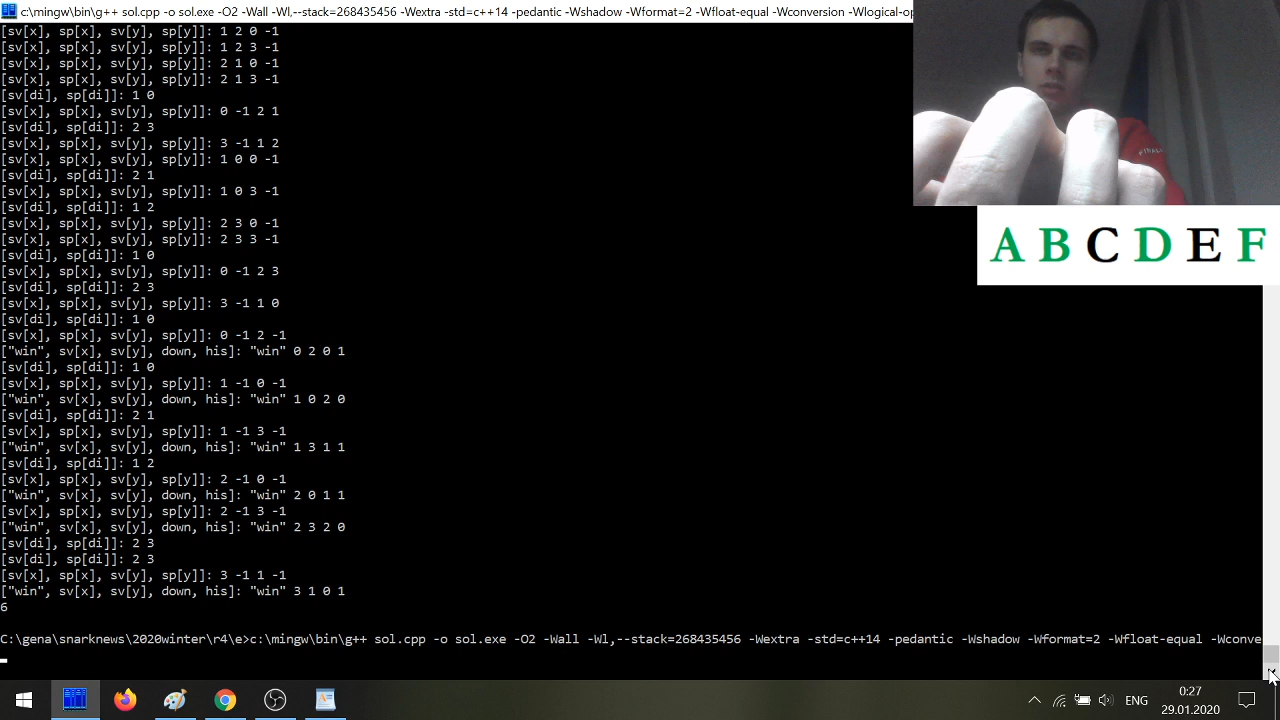 c:\mingw\bin\g++ sol.cpp -o sol.exe -O2 -Wall -Wl,--stack=268435456 -Wextra -std=c++14 -pedantic -Wshadow -Wformat=2 -Wfloat-equal -Wconversion -Wlogical-op
[sv[x], sp[x], sv[y], sp[y]]: 1 2 0 -1
[sv[x], sp[x], sv[y], sp[y]]: 1 2 3 -1
[sv[x], sp[x], sv[y], sp[y]]: 2 1 0 -1
[sv[x], sp[x], sv[y], sp[y]]: 2 1 3 -1
[sv[di], sp[di]]: 1 0
[sv[x], sp[x], sv[y], sp[y]]: 0 -1 2 1
[sv[di], sp[di]]: 2 3
[sv[x], sp[x], sv[y], sp[y]]: 3 -1 1 2
[sv[x], sp[x], sv[y], sp[y]]: 1 0 0 -1
[sv[di], sp[di]]: 2 1
[sv[x], sp[x], sv[y], sp[y]]: 1 0 3 -1
[sv[di], sp[di]]: 1 2
[sv[x], sp[x], sv[y], sp[y]]: 2 3 0 -1
[sv[x], sp[x], sv[y], sp[y]]: 2 3 3 -1
[sv[di], sp[di]]: 1 0
[sv[x], sp[x], sv[y], sp[y]]: 0 -1 2 3
[sv[di], sp[di]]: 2 3
[sv[x], sp[x], sv[y], sp[y]]: 3 -1 1 0
[sv[di], sp[di]]: 1 0
[sv[x], sp[x], sv[y], sp[y]]: 0 -1 2 -1
["win", sv[x], sv[y], down, his]: "win" 0 2 0 1
[sv[di], sp[di]]: 1 0
[sv[x], sp[x], sv[y], sp[y]]: 1 -1 0 -1
["win", sv[x], sv[y], down, his]: "win" 1 0 2 0
[sv[di], sp[di]]: 2 1
[sv[x], sp[x], sv[y], sp[y]]: 1 -1 3 -1
["win", sv[x], sv[y], down, his]: "win" 1 3 1 1
[sv[di], sp[di]]: 1 2
[sv[x], sp[x], sv[y], sp[y]]: 2 -1 0 -1
["win", sv[x], sv[y], down, his]: "win" 2 0 1 1
[sv[x], sp[x], sv[y], sp[y]]: 2 -1 3 -1
["win", sv[x], sv[y], down, his]: "win" 2 3 2 0
[sv[di], sp[di]]: 2 3
[sv[di], sp[di]]: 2 3
[sv[x], sp[x], sv[y], sp[y]]: 3 -1 1 -1
["win", sv[x], sv[y], down, his]: "win" 3 1 0 1
6
C:\gena\snarknews\2020winter\r4\e>c:\mingw\bin\g++ sol.cpp -o sol.exe -O2 -Wall -Wl,--stack=268435456 -Wextra -std=c++14 -pedantic -Wshadow -Wformat=2 -Wfloat-equal -Wconve
A B C D E F
ENG
0:27
29.01.2020